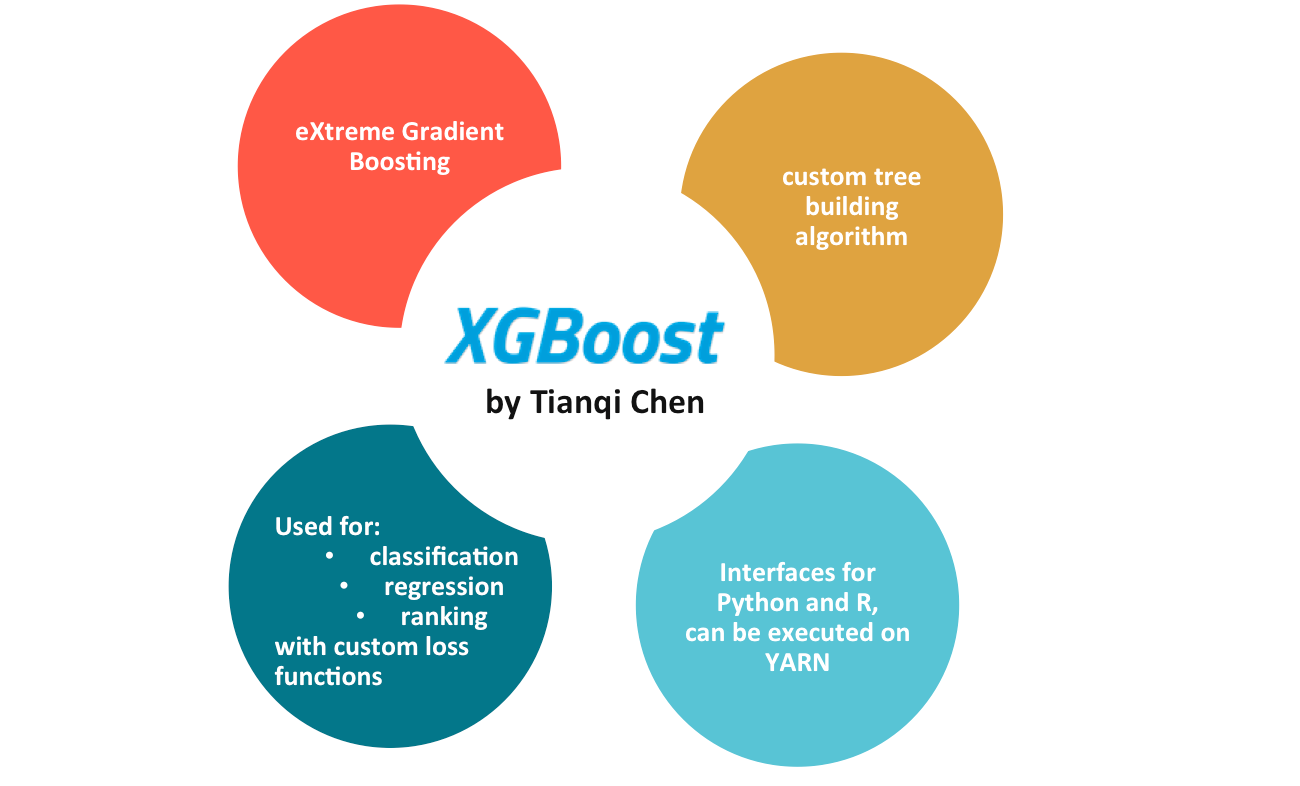 eXtreme Gradient
Boosting
custom tree
building
algorithm
XGBoost
by Tianqi Chen
Used for:
• classification
• regression
• ranking
with custom loss
functions
Interfaces for
Python and R,
can be executed on
YARN